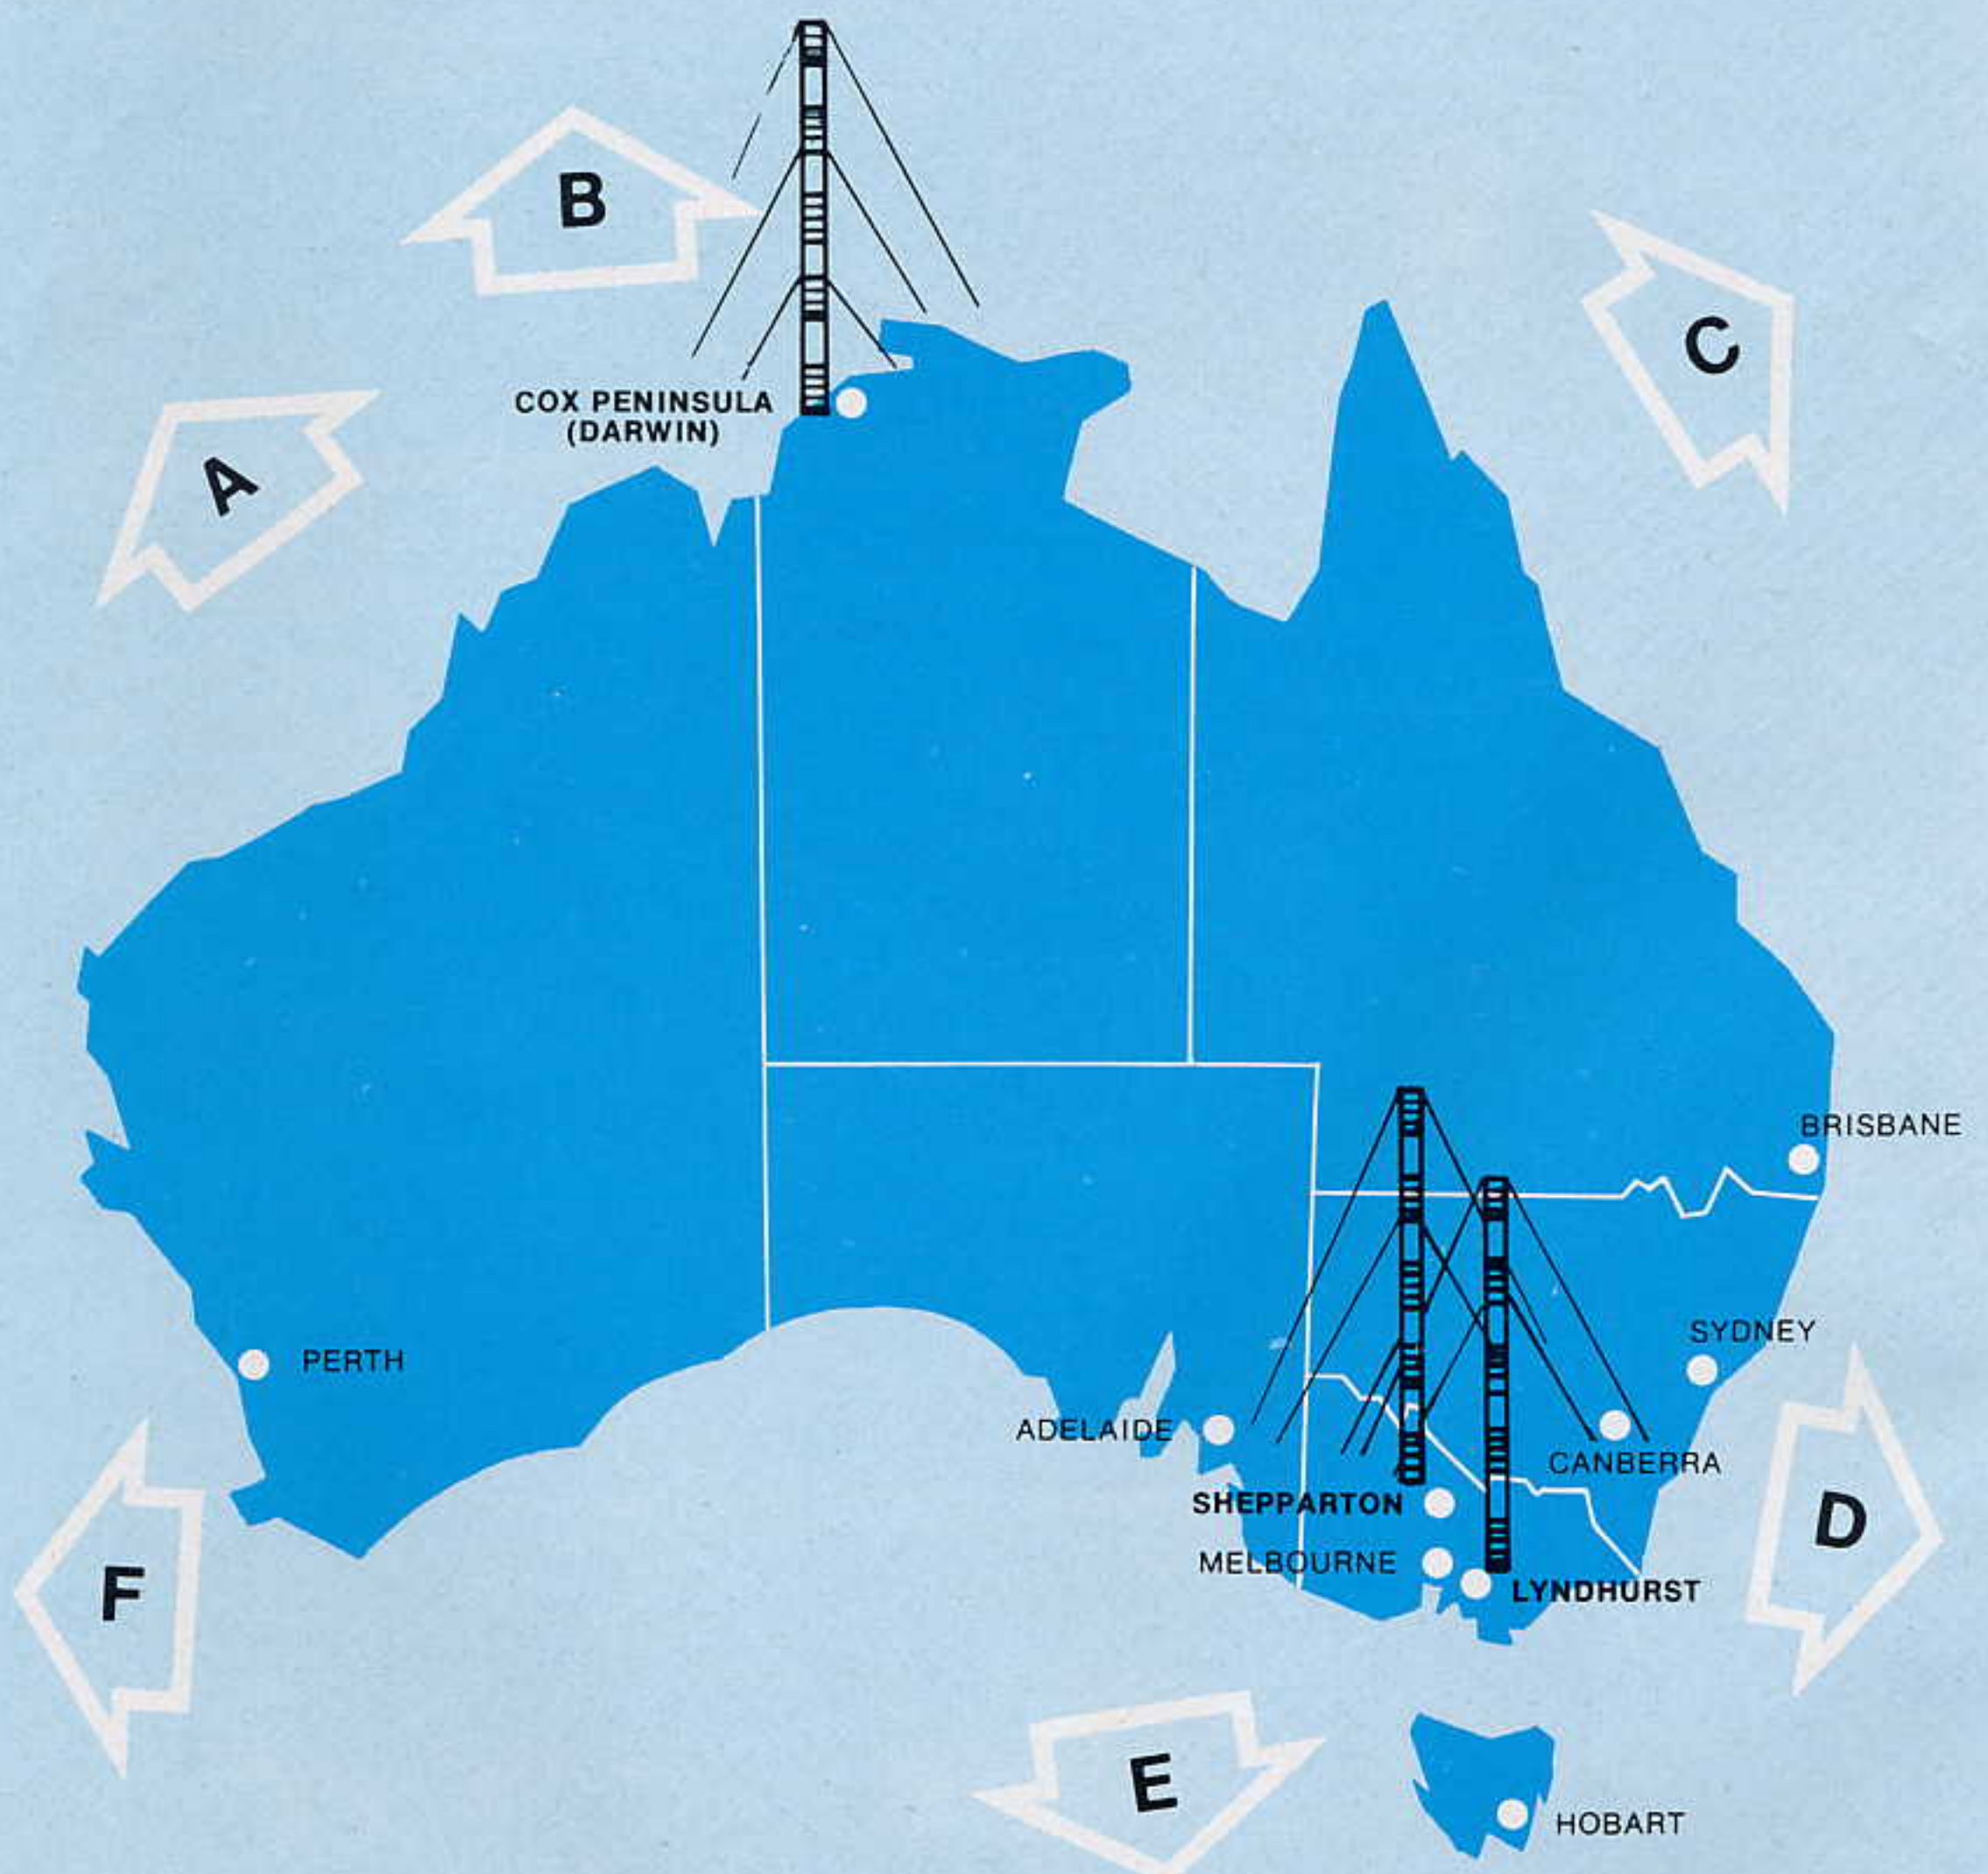 B
C
A
COX PENINSULA
(DARWIN)
BRISBANE
SYDNEY
PERTH
ADELAIDE
CANBERRA
SHEPPARTON
D
MELBOURNE
LYNDHURST
F
E
HOBART